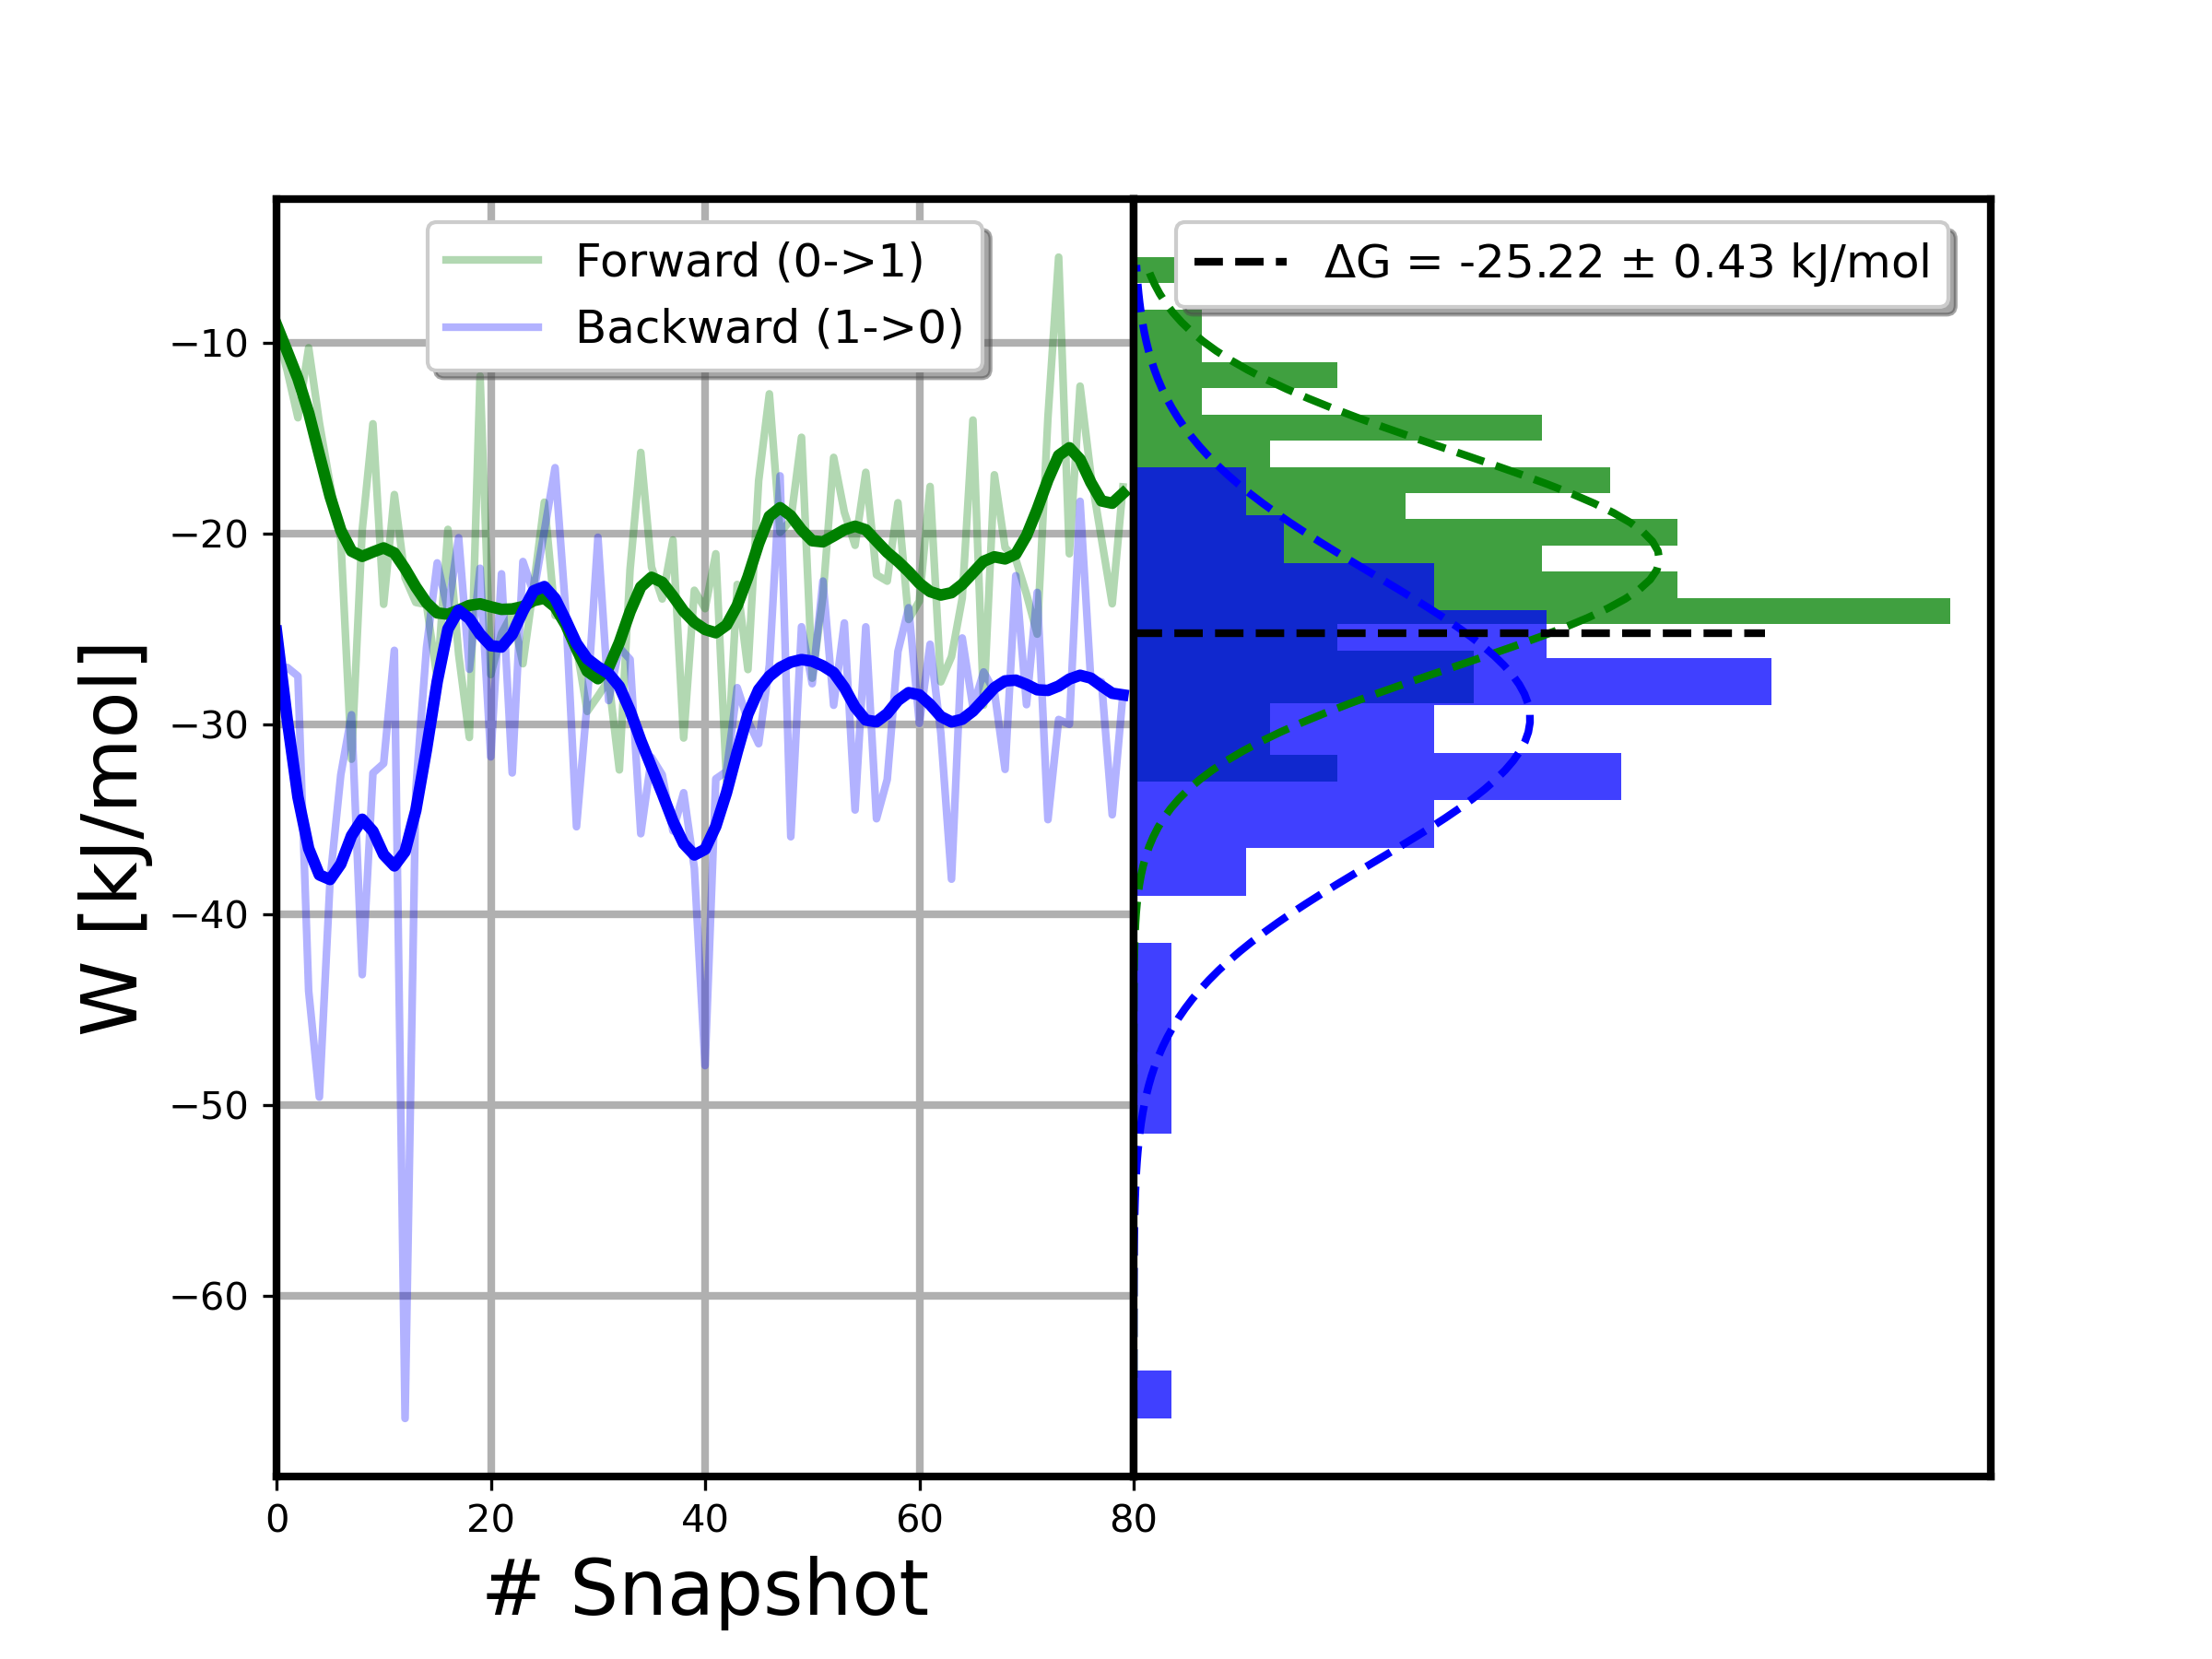 Forward (0->1)
Backward (1->0)
ΔG = -25.22 ± 0.43 kJ/mol
W [kJ/mol]
−10
−20
−30
−40
−50
−60
0
20
40
60
80
# Snapshot